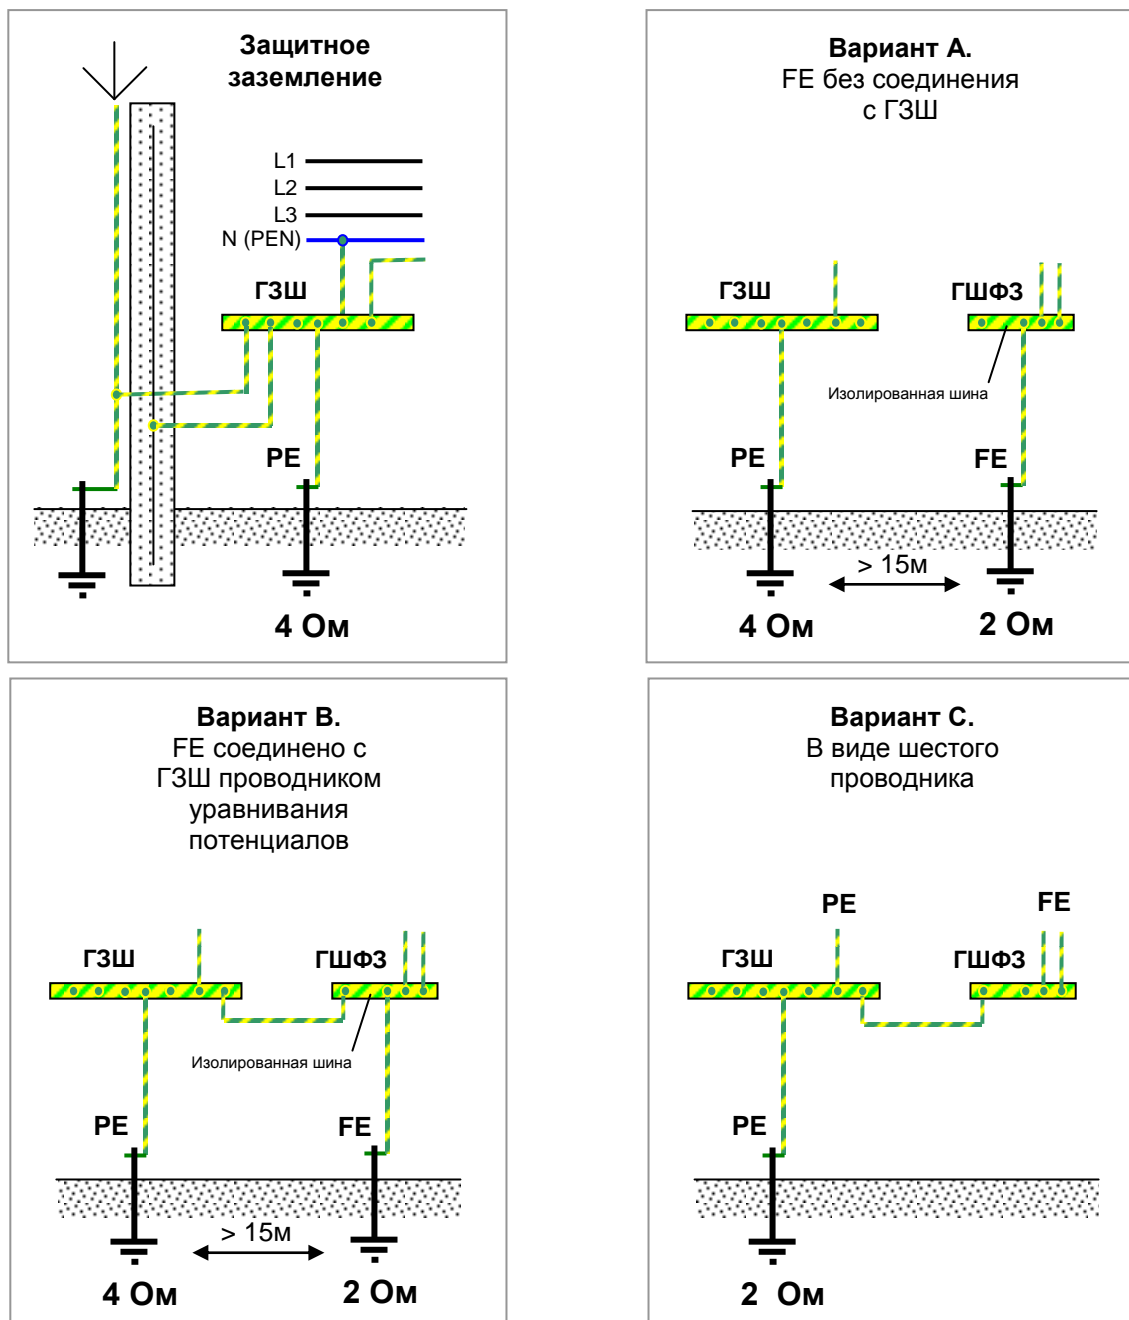 Защитное
заземление
L1
L2
L3
N (PEN)
ГЗШ
PE
4 Ом
Вариант А.
FE без соединения
с ГЗШ
ГЗШ
ГШФЗ
Изолированная шина
PE
FE
> 15м
4 Ом
2 Ом
Вариант В.
FE соединено с
ГЗШ проводником
уравнивания
потенциалов
ГЗШ
ГШФЗ
Изолированная шина
PE
FE
> 15м
4 Ом
2 Ом
Вариант С.
В виде шестого
проводника
PE
FE
ГЗШ
ГШФЗ
PE
2 Ом